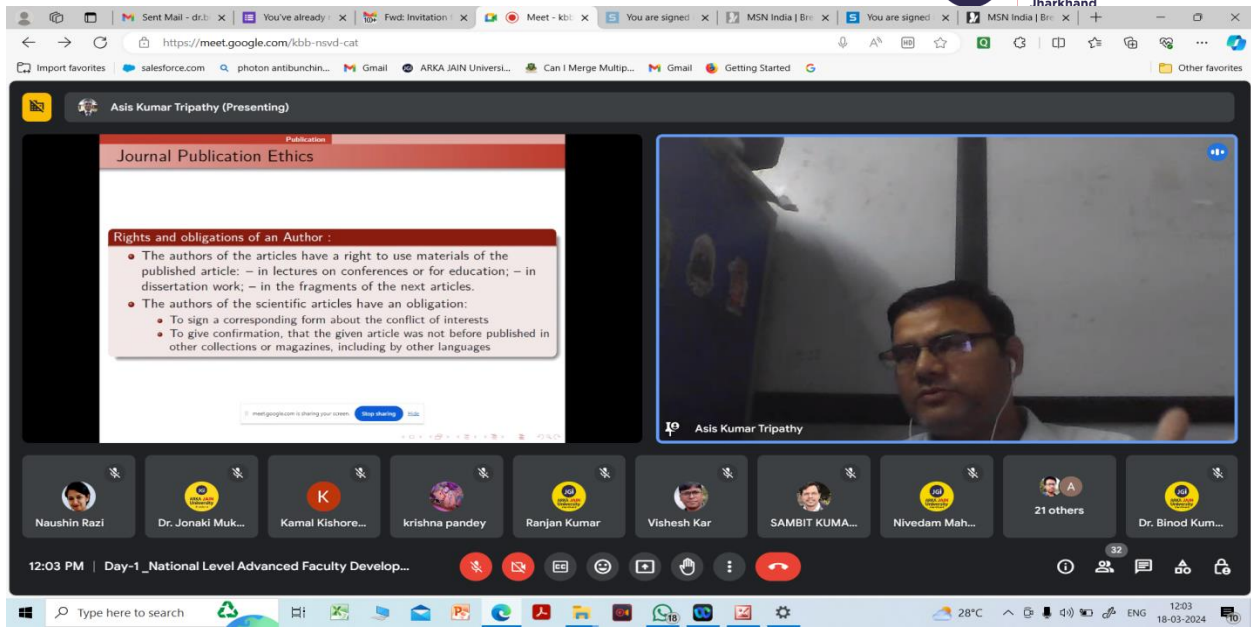 Jharkhand
Sent Mail - dr.b
You've already r
Fwd: Invitation f
Meet - kbb
You are signed
MSN India | Bre
You are signed
MSN India | Bre
https://meet.google.com/kbb-nsvd-cat
Import favorites
salesforce.com
photon antibunchin...
Gmail
ARKA JAIN Universi...
Can I Merge Multip...
Gmail
Getting Started
Other favorites
Asis Kumar Tripathy (Presenting)
Publication
Journal Publication Ethics
Rights and obligations of an Author :
The authors of the articles have a right to use materials of the
published article: – in lectures on conferences or for education; – in
dissertation work; – in the fragments of the next articles.
The authors of the scientific articles have an obligation:
To sign a corresponding form about the conflict of interests
To give confirmation, that the given article was not before published in
other collections or magazines, including by other languages
meet.google.com is sharing your screen.
Stop sharing
Hide
Asis Kumar Tripathy
Naushin Razi
Dr. Jonaki Muk...
K
Kamal Kishore...
krishna pandey
Ranjan Kumar
Vishesh Kar
SAMBIT KUMA...
Nivedam Mah...
A
21 others
Dr. Binod Kum...
12:03 PM | Day-1 _National Level Advanced Faculty Develop...
32
Type here to search
18
28°C
ENG
12:03
18-03-2024